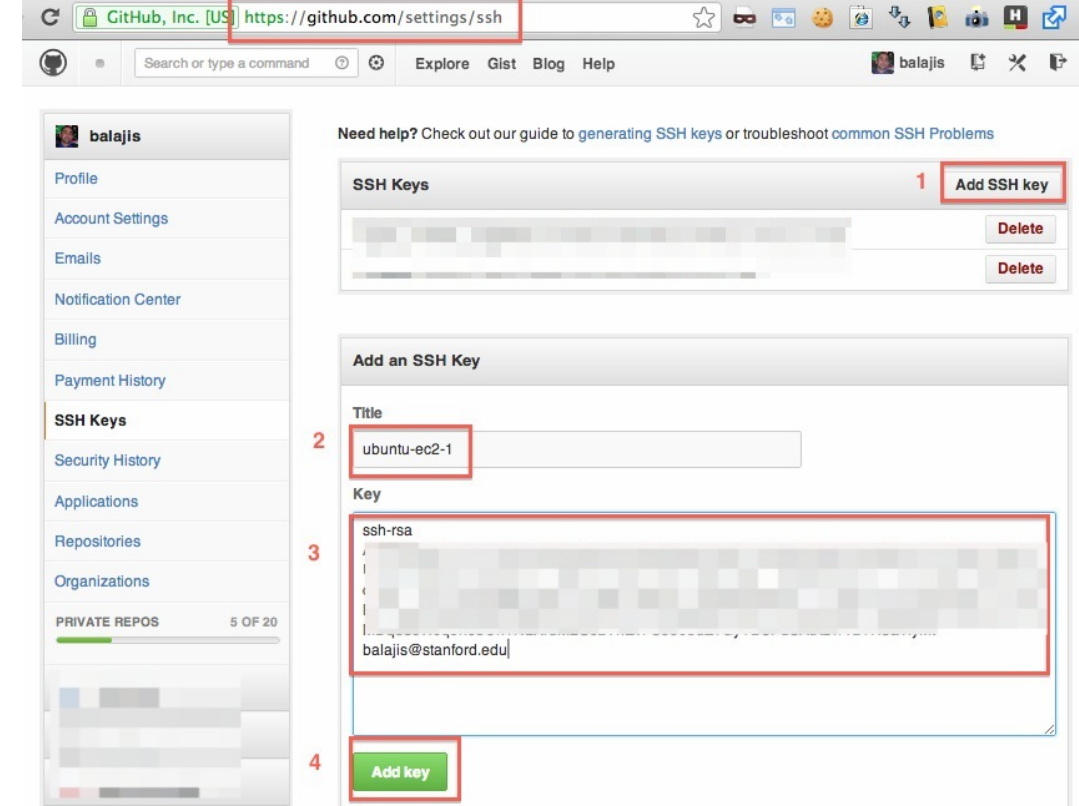 GitHub, Inc. [US] https://github.com/settings/ssh
Search or type a command Explore Gist Blog Help balajis
balajis
Profile
Account Settings
Emails
Notification Center
Billing
Payment History
SSH Keys
Security History
Applications
Repositories
Organizations
PRIVATE REPOS 5 OF 20
Need help? Check out our guide to generating SSH keys or troubleshoot common SSH Problems
SSH Keys 1 Add SSH key
Delete
Delete
Add an SSH Key
Title
2 ubuntu-ec2-1
Key
3 ssh-rsa
balajis@stanford.edu
4 Add key